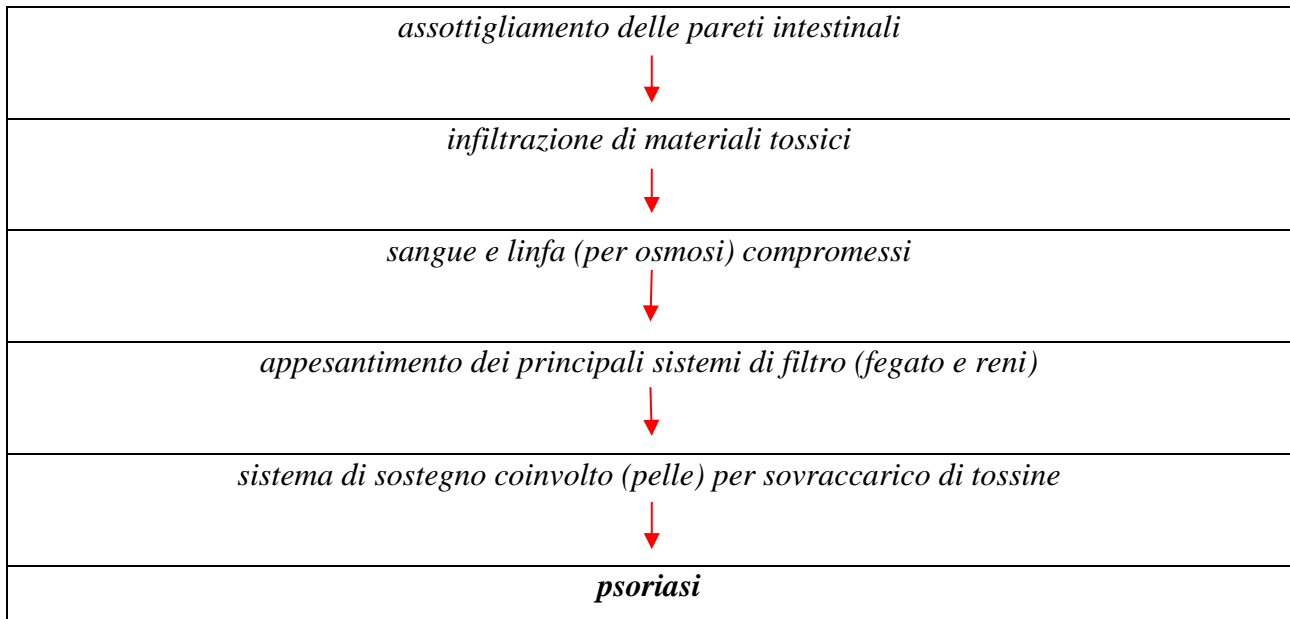 assottigliamento delle pareti intestinali
infiltrazione di materiali tossici
sangue e linfa (per osmosi) compromessi
appesantimento dei principali sistemi di filtro (fegato e reni)
sistema di sostegno coinvolto (pelle) per sovraccarico di tossine
psoriasi